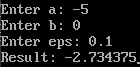 Enter a: -5
Enter b: 0
Enter eps: 0.1
Result: -2.734375